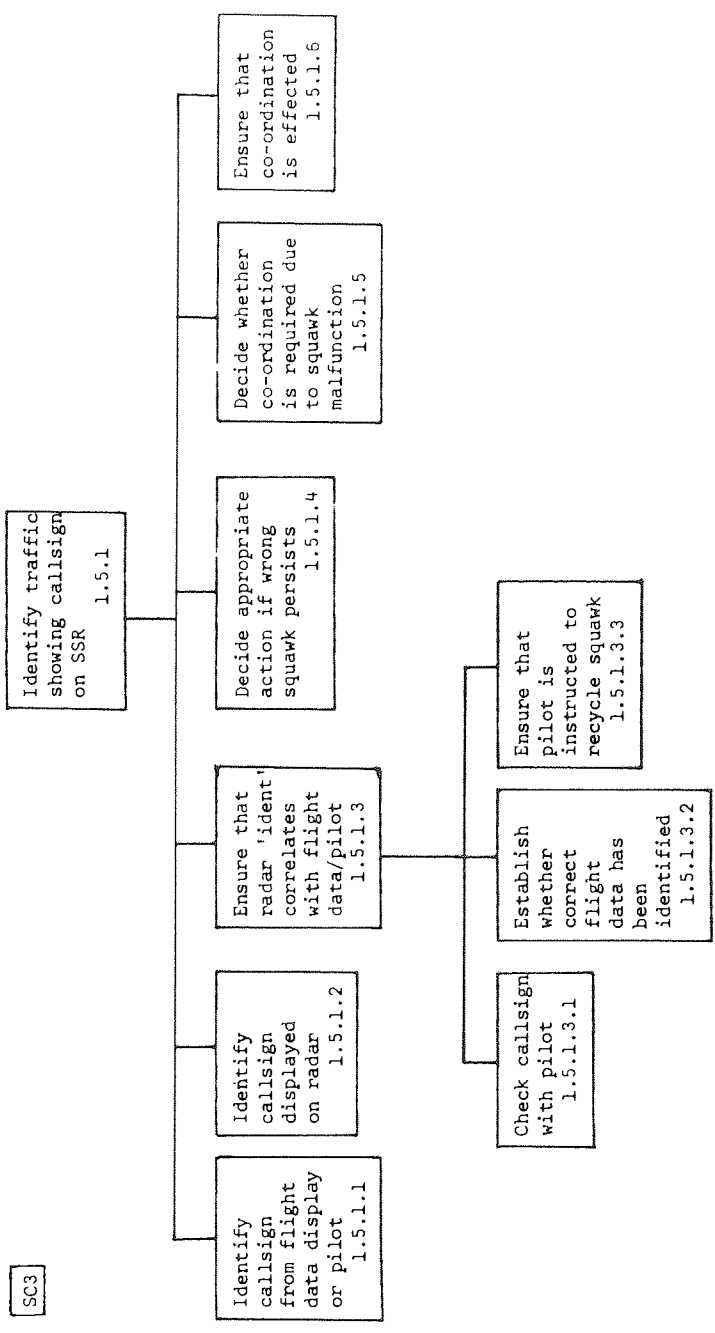 SC3
Identify traffic
showing callsign
on SSR
1.5.1
Identify
callsign
from flight
data display
or pilot
1.5.1.1
Identify
callsign
displayed
on radar
1.5.1.2
Ensure that
radar 'ident'
correlates
with flight
data/pilot
1.5.1.3
Decide appropriate
action if wrong
squawk persists
1.5.1.4
Decide whether
co-ordination
is required due
to squawk
malfunction
1.5.1.5
Ensure that
co-ordination
is effected
1.5.1.6
Check callsign
with pilot
1.5.1.3.1
Establish
whether
correct
flight
data has
been
identified
1.5.1.3.2
Ensure that
pilot is
instructed to
recycle squawk
1.5.1.3.3